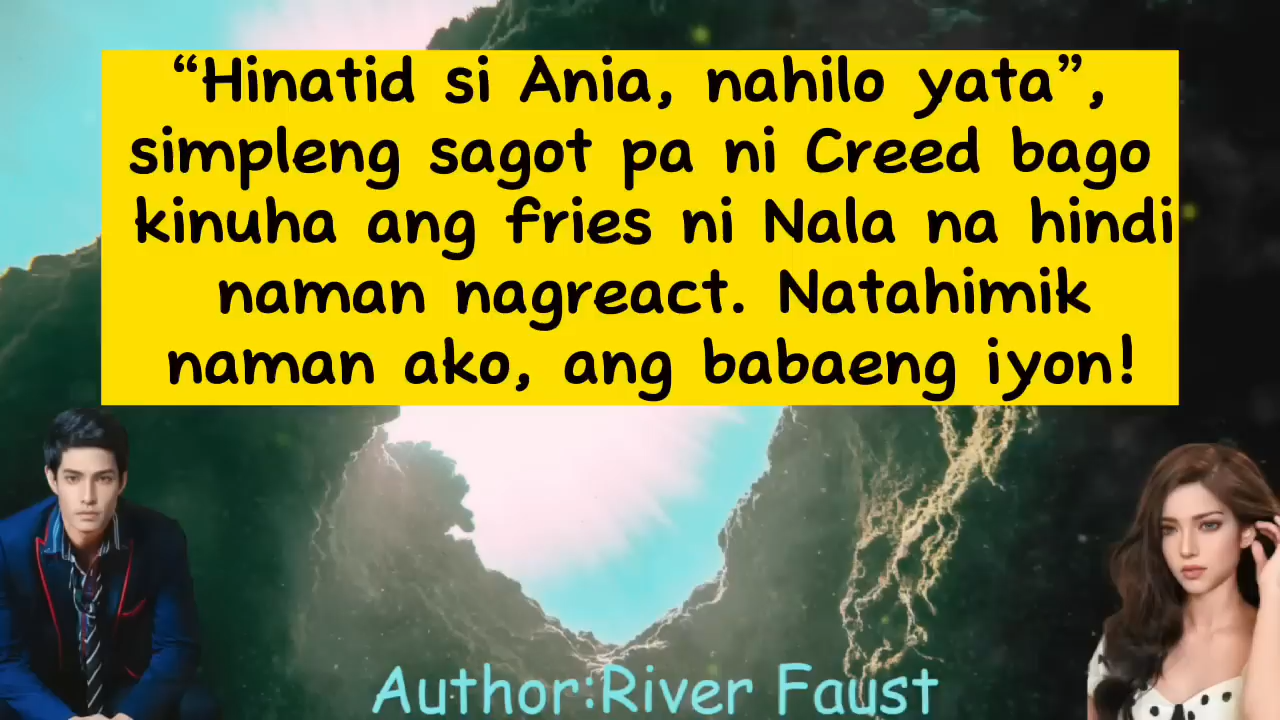 “Hinatid si Ania, nahilo yata”,
simpleng sagot pa ni Creed bago
kinuha ang fries ni Nala na hindi
naman nagreact. Natahimik
naman ako, ang babaeng iyon!
Author:River Faust